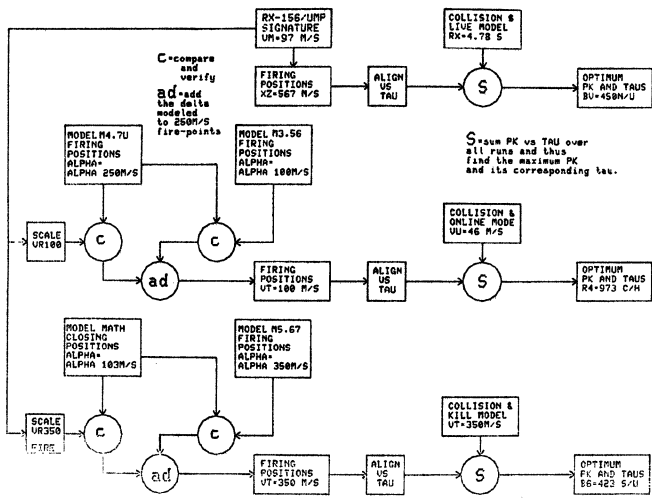 RX-156/UMP
SIGNATURE
VM=97 M/S
COLLISION &
LIVE MODEL
RX=4.78 S
C=compare
and
verify
ad=add
the delta
modeled
to 250M/S
fire-points
FIRING
POSITIONS
XZ=567 M/S
ALIGN
VS
TAU
S
OPTIMUM
PK AND TAUS
BV=450N/U
MODEL M4.7U
FIRING
POSITIONS
ALPHA=
ALPHA 250M/S
MODEL M3.56
FIRING
POSITIONS
ALPHA=
ALPHA 100M/S
S=sum PK vs TAU over
all runs and thus
find the maximum PK
and its corresponding tau.
SCALE
VR100
C
C
COLLISION &
ONLINE MODE
VU=46 M/S
ad
FIRING
POSITIONS
VT=100 M/S
ALIGN
VS
TAU
S
OPTIMUM
PK AND TAUS
R4=973 C/H
MODEL MATH
CLOSING
POSITIONS
ALPHA=
ALPHA 103M/S
MODEL M5.67
FIRING
POSITIONS
ALPHA=
ALPHA 350M/S
SCALE
VR350
FIRE
C
C
COLLISION &
KILL MODEL
VT=350M/S
ad
FIRING
POSITIONS
VT=350 M/S
ALIGN
VS
TAU
S
OPTIMUM
PK AND TAUS
B6=423 S/U